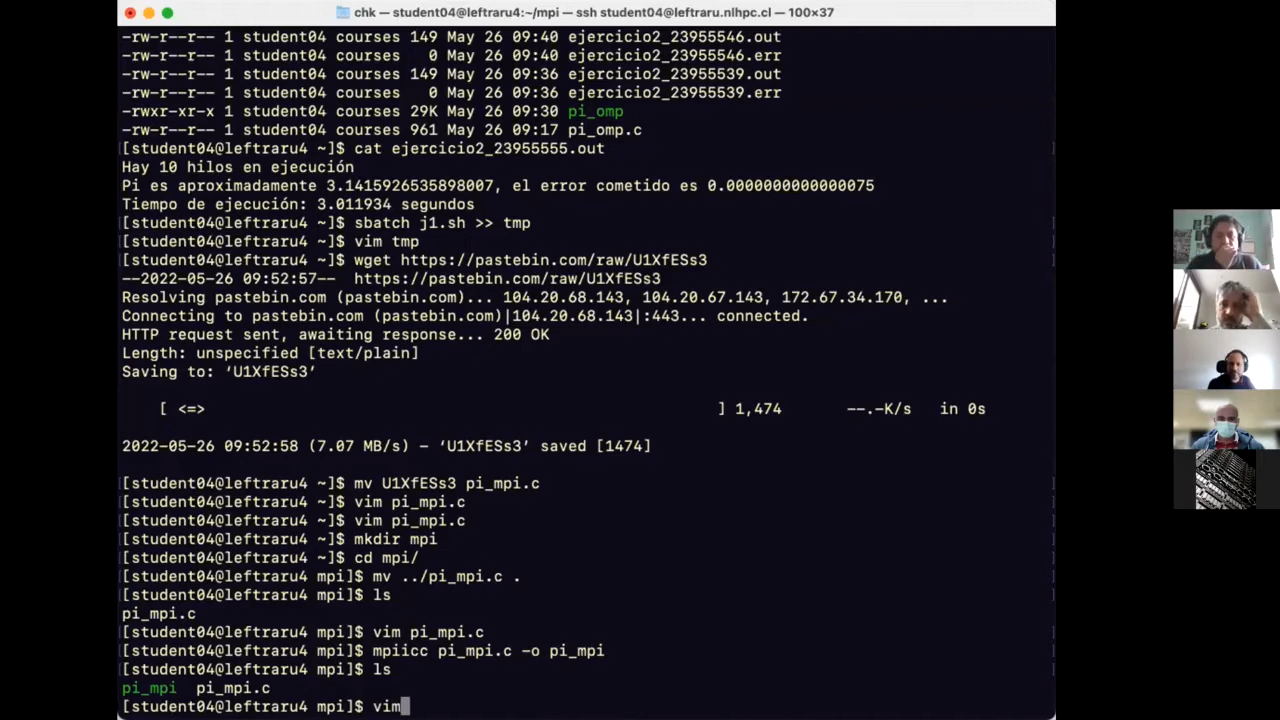 chk — student04@leftraru4:~/mpi — ssh student04@leftraru.nlhpc.cl — 100×37
-rw-r--r-- 1 student04 courses 149 May 26 09:40 ejercicio2_23955546.out
-rw-r--r-- 1 student04 courses   0 May 26 09:40 ejercicio2_23955546.err
-rw-r--r-- 1 student04 courses 149 May 26 09:36 ejercicio2_23955539.out
-rw-r--r-- 1 student04 courses   0 May 26 09:36 ejercicio2_23955539.err
-rwxr-xr-x 1 student04 courses 29K May 26 09:30 pi_omp
-rw-r--r-- 1 student04 courses 961 May 26 09:17 pi_omp.c
[student04@leftraru4 ~]$ cat ejercicio2_23955555.out
Hay 10 hilos en ejecución
Pi es aproximadamente 3.1415926535898007, el error cometido es 0.0000000000000075
Tiempo de ejecución: 3.011934 segundos
[student04@leftraru4 ~]$ sbatch j1.sh >> tmp
[student04@leftraru4 ~]$ vim tmp
[student04@leftraru4 ~]$ wget https://pastebin.com/raw/U1XfESs3
--2022-05-26 09:52:57--  https://pastebin.com/raw/U1XfESs3
Resolving pastebin.com (pastebin.com)... 104.20.68.143, 104.20.67.143, 172.67.34.170, ...
Connecting to pastebin.com (pastebin.com)|104.20.68.143|:443... connected.
HTTP request sent, awaiting response... 200 OK
Length: unspecified [text/plain]
Saving to: ‘U1XfESs3’
[ <=> ] 1,474 --.-K/s in 0s
2022-05-26 09:52:58 (7.07 MB/s) - ‘U1XfESs3’ saved [1474]
[student04@leftraru4 ~]$ mv U1XfESs3 pi_mpi.c
[student04@leftraru4 ~]$ vim pi_mpi.c
[student04@leftraru4 ~]$ vim pi_mpi.c
[student04@leftraru4 ~]$ mkdir mpi
[student04@leftraru4 ~]$ cd mpi/
[student04@leftraru4 mpi]$ mv ../pi_mpi.c .
[student04@leftraru4 mpi]$ ls
pi_mpi.c
[student04@leftraru4 mpi]$ vim pi_mpi.c
[student04@leftraru4 mpi]$ mpiicc pi_mpi.c -o pi_mpi
[student04@leftraru4 mpi]$ ls
pi_mpi  pi_mpi.c
[student04@leftraru4 mpi]$ vim